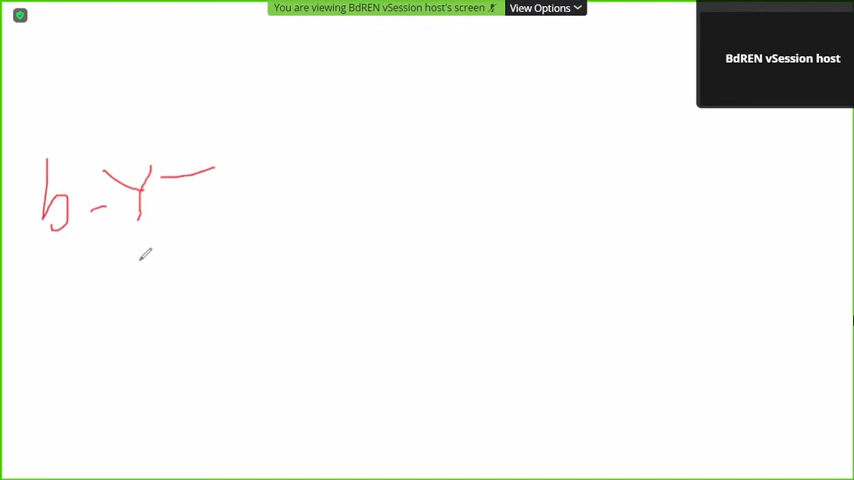 You are viewing BdREN vSession host's screen
View Options
BdREN vSession host
b - Y -